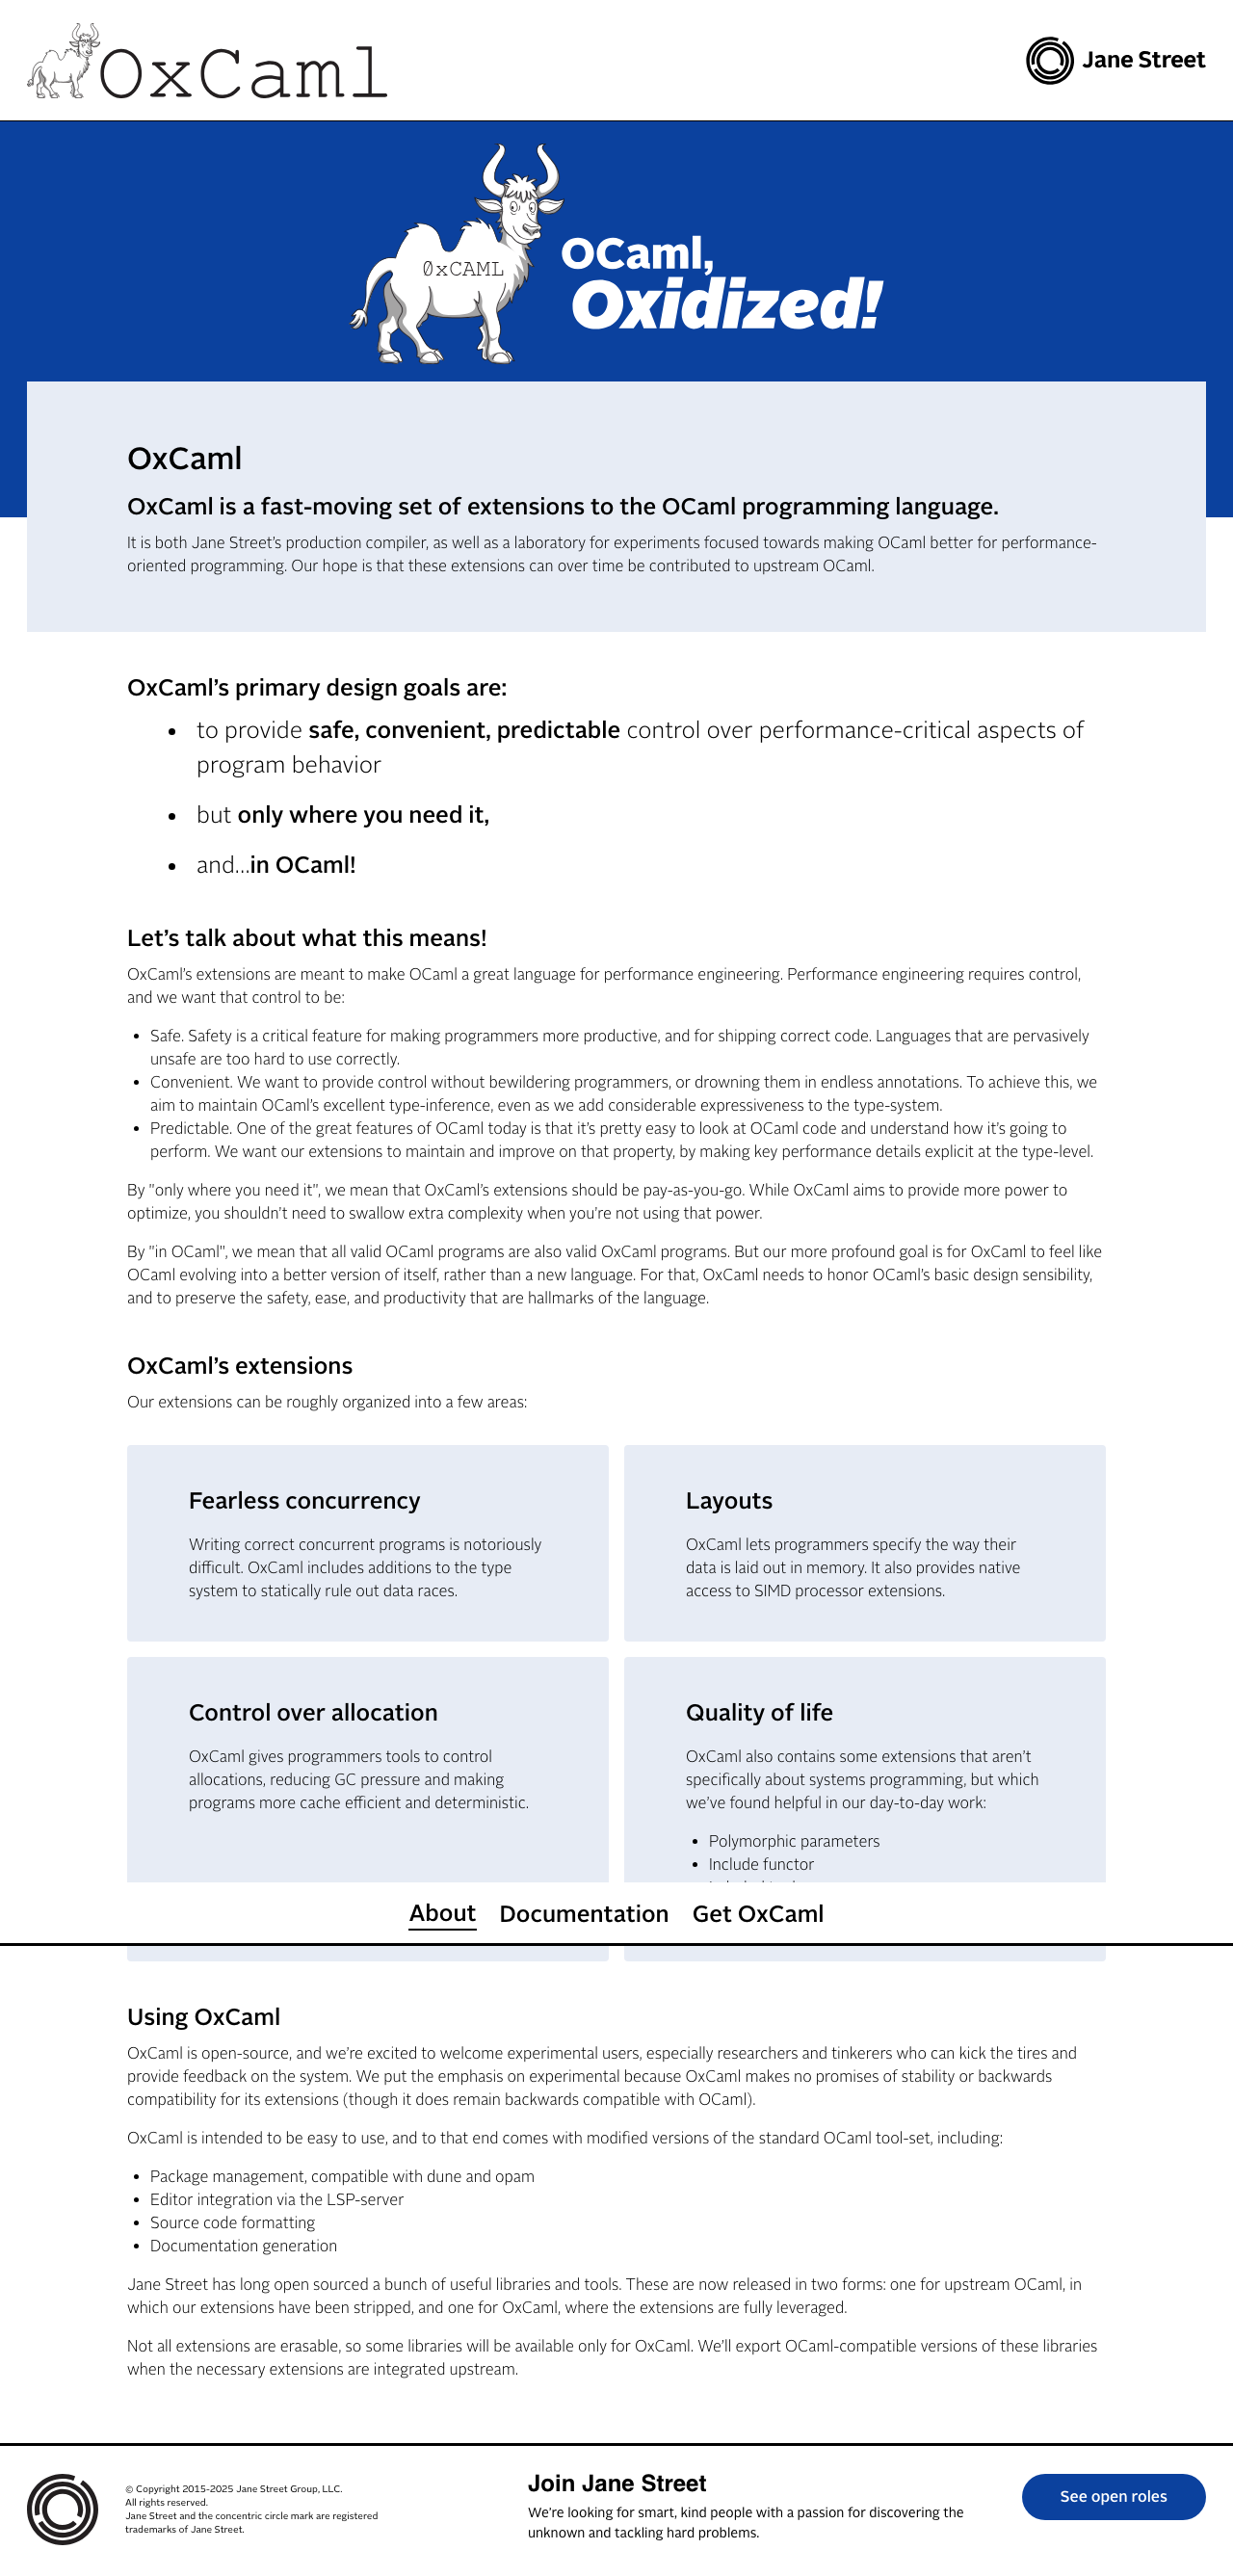 OxCaml
Jane Street
0xCAML
OCaml,
Oxidized!
OxCaml
OxCaml is a fast-moving set of extensions to the OCaml programming language.
It is both Jane Street’s production compiler, as well as a laboratory for experiments focused towards making OCaml better for performance-
oriented programming. Our hope is that these extensions can over time be contributed to upstream OCaml.
OxCaml’s primary design goals are:
• to provide safe, convenient, predictable control over performance-critical aspects of
program behavior
• but only where you need it,
• and…in OCaml!
Let’s talk about what this means!
OxCaml’s extensions are meant to make OCaml a great language for performance engineering. Performance engineering requires control,
and we want that control to be:
• Safe. Safety is a critical feature for making programmers more productive, and for shipping correct code. Languages that are pervasively
unsafe are too hard to use correctly.
• Convenient. We want to provide control without bewildering programmers, or drowning them in endless annotations. To achieve this, we
aim to maintain OCaml’s excellent type-inference, even as we add considerable expressiveness to the type-system.
• Predictable. One of the great features of OCaml today is that it’s pretty easy to look at OCaml code and understand how it’s going to
perform. We want our extensions to maintain and improve on that property, by making key performance details explicit at the type-level.
By "only where you need it", we mean that OxCaml’s extensions should be pay-as-you-go. While OxCaml aims to provide more power to
optimize, you shouldn’t need to swallow extra complexity when you’re not using that power.
By "in OCaml", we mean that all valid OCaml programs are also valid OxCaml programs. But our more profound goal is for OxCaml to feel like
OCaml evolving into a better version of itself, rather than a new language. For that, OxCaml needs to honor OCaml’s basic design sensibility,
and to preserve the safety, ease, and productivity that are hallmarks of the language.
OxCaml’s extensions
Our extensions can be roughly organized into a few areas:
Fearless concurrency
Writing correct concurrent programs is notoriously
difficult. OxCaml includes additions to the type
system to statically rule out data races.
Layouts
OxCaml lets programmers specify the way their
data is laid out in memory. It also provides native
access to SIMD processor extensions.
Control over allocation
OxCaml gives programmers tools to control
allocations, reducing GC pressure and making
programs more cache efficient and deterministic.
Quality of life
OxCaml also contains some extensions that aren’t
specifically about systems programming, but which
we’ve found helpful in our day-to-day work:
• Polymorphic parameters
• Include functor
About Documentation Get OxCaml
Using OxCaml
OxCaml is open-source, and we’re excited to welcome experimental users, especially researchers and tinkerers who can kick the tires and
provide feedback on the system. We put the emphasis on experimental because OxCaml makes no promises of stability or backwards
compatibility for its extensions (though it does remain backwards compatible with OCaml).
OxCaml is intended to be easy to use, and to that end comes with modified versions of the standard OCaml tool-set, including:
• Package management, compatible with dune and opam
• Editor integration via the LSP-server
• Source code formatting
• Documentation generation
Jane Street has long open sourced a bunch of useful libraries and tools. These are now released in two forms: one for upstream OCaml, in
which our extensions have been stripped, and one for OxCaml, where the extensions are fully leveraged.
Not all extensions are erasable, so some libraries will be available only for OxCaml. We’ll export OCaml-compatible versions of these libraries
when the necessary extensions are integrated upstream.
© Copyright 2015-2025 Jane Street Group, LLC.
All rights reserved.
Jane Street and the concentric circle mark are registered
trademarks of Jane Street.
Join Jane Street
We’re looking for smart, kind people with a passion for discovering the
unknown and tackling hard problems.
See open roles